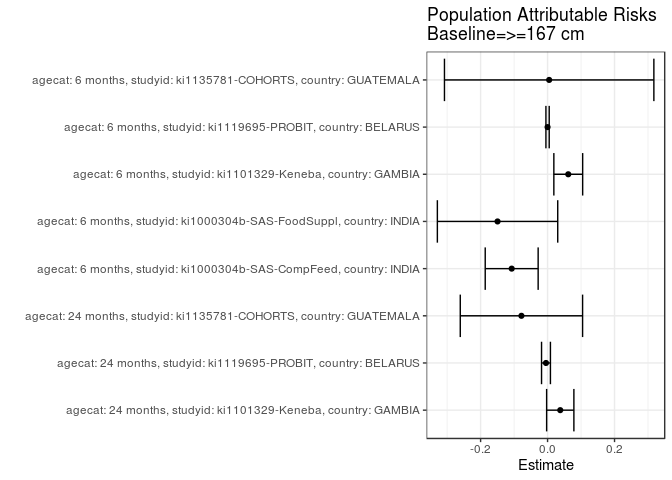 Population Attributable Risks
Baseline=>=167 cm
agecat: 6 months, studyid: ki1135781-COHORTS, country: GUATEMALA
agecat: 6 months, studyid: ki1119695-PROBIT, country: BELARUS
agecat: 6 months, studyid: ki1101329-Keneba, country: GAMBIA
agecat: 6 months, studyid: ki1000304b-SAS-FoodSuppl, country: INDIA
agecat: 6 months, studyid: ki1000304b-SAS-CompFeed, country: INDIA
agecat: 24 months, studyid: ki1135781-COHORTS, country: GUATEMALA
agecat: 24 months, studyid: ki1119695-PROBIT, country: BELARUS
agecat: 24 months, studyid: ki1101329-Keneba, country: GAMBIA
-0.2 0.0 0.2
Estimate